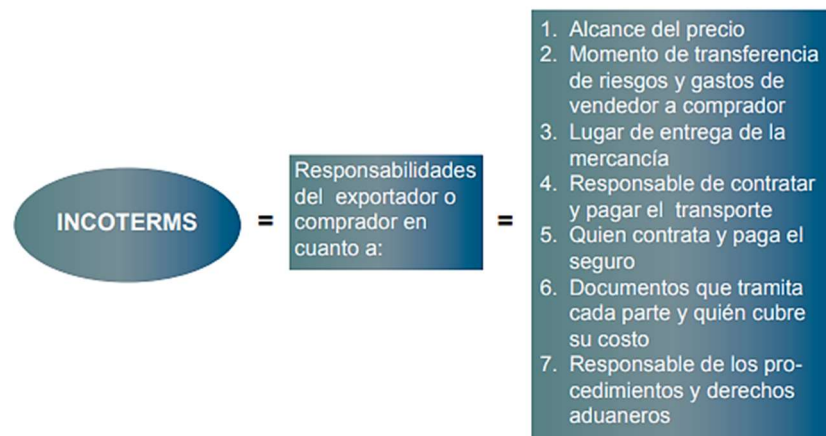 INCOTERMS
=
Responsabilidades
del exportador o
comprador en
cuanto a:
=
1. Alcance del precio
2. Momento de transferencia
de riesgos y gastos de
vendedor a comprador
3. Lugar de entrega de la
mercancía
4. Responsable de contratar
y pagar el transporte
5. Quien contrata y paga el
seguro
6. Documentos que tramita
cada parte y quién cubre
su costo
7. Responsable de los pro-
cedimientos y derechos
aduaneros